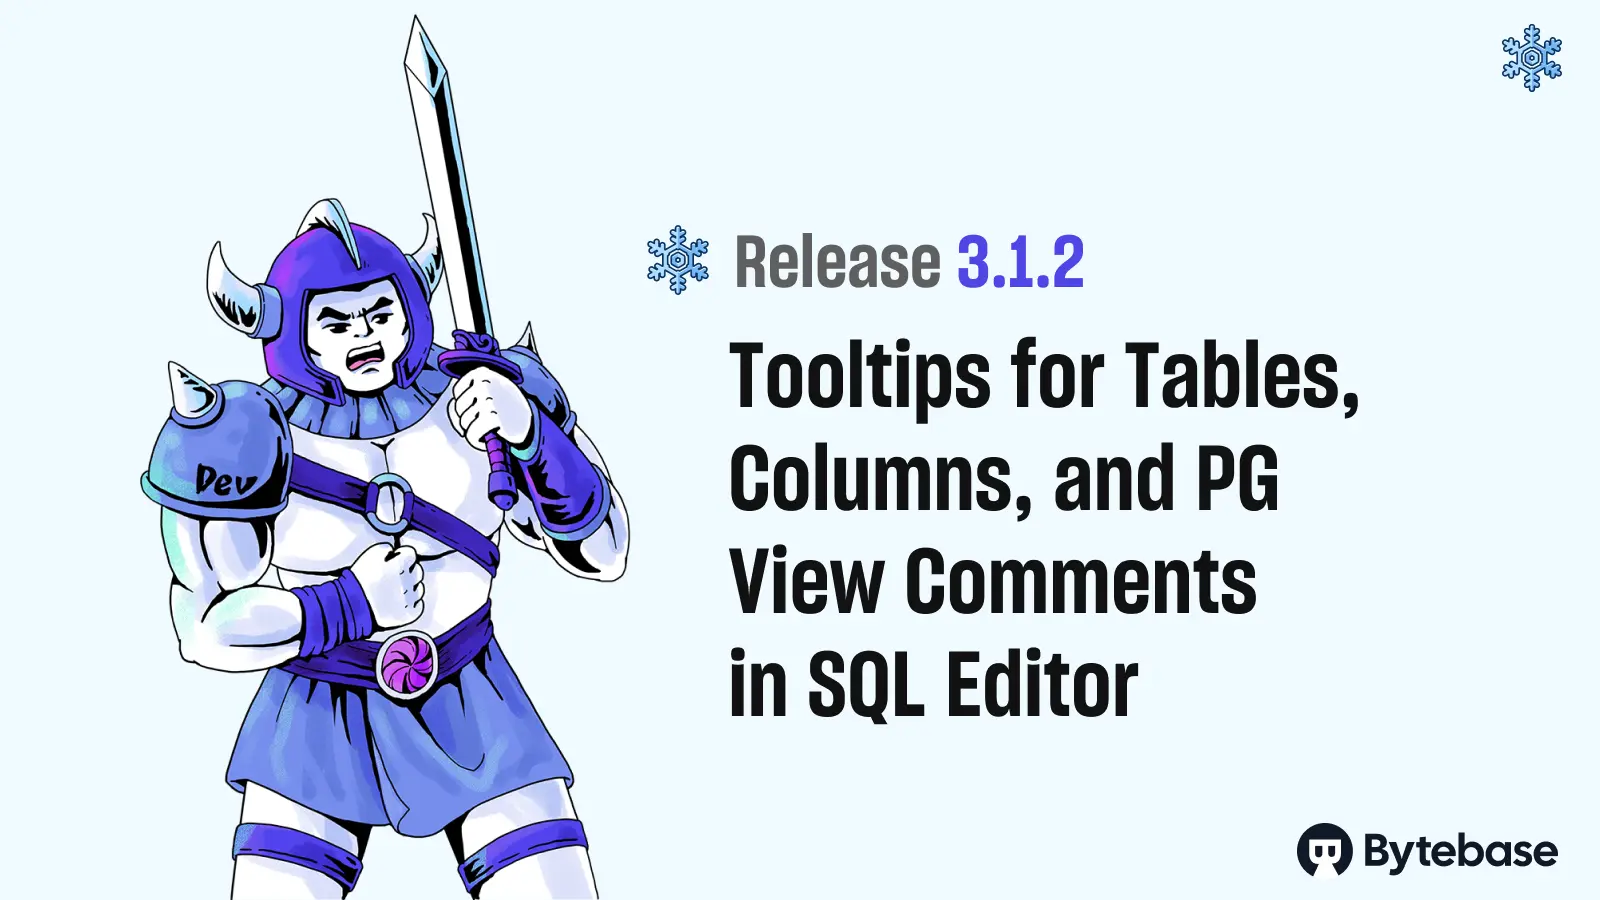 Release 3.1.2
Tooltips for Tables,
Columns, and PG
View Comments
in SQL Editor
Dev
Bytebase